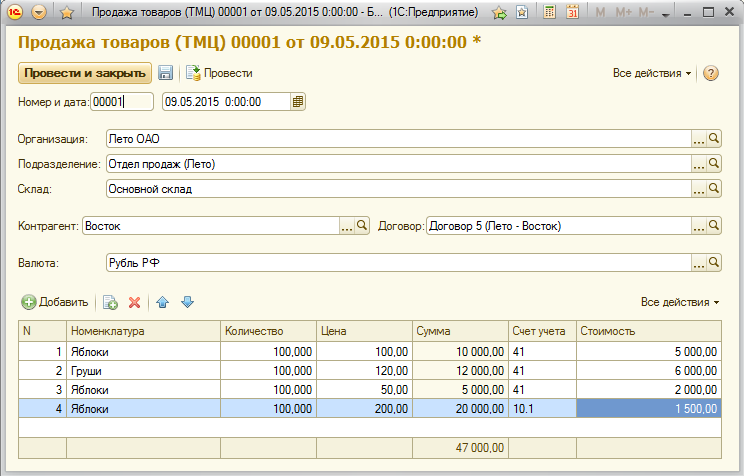 Продажа товаров (ТМЦ) 00001 от 09.05.2015 0:00:00 - Б... (1С:Предприятие) M M+ M-
Продажа товаров (ТМЦ) 00001 от 09.05.2015 0:00:00 *
Провести и закрыть Провести Все действия
Номер и дата: 00001 09.05.2015 0:00:00
Организация: Лето ОАО
Подразделение: Отдел продаж (Лето)
Склад: Основной склад
Контрагент: Восток Договор: Договор 5 (Лето - Восток)
Валюта: Рубль РФ
Добавить Все действия
N Номенклатура Количество Цена Сумма Счет учета Стоимость
1 Яблоки 100,000 100,00 10 000,00 41 5 000,00
2 Груши 100,000 120,00 12 000,00 41 6 000,00
3 Яблоки 100,000 50,00 5 000,00 41 2 000,00
4 Яблоки 100,000 200,00 20 000,00 10.1 1 500,00
47 000,00